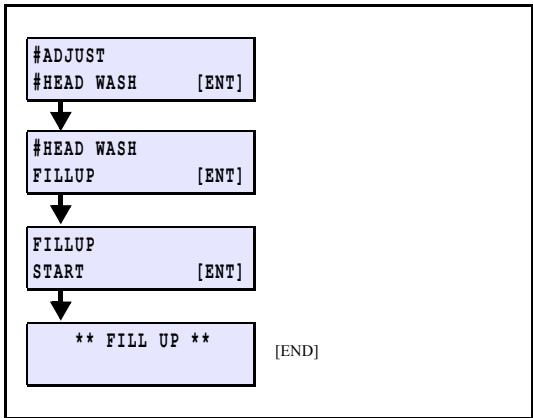 #ADJUST
#HEAD WASH [ENT]
#HEAD WASH
FILLUP [ENT]
FILLUP
START [ENT]
** FILL UP **
[END]